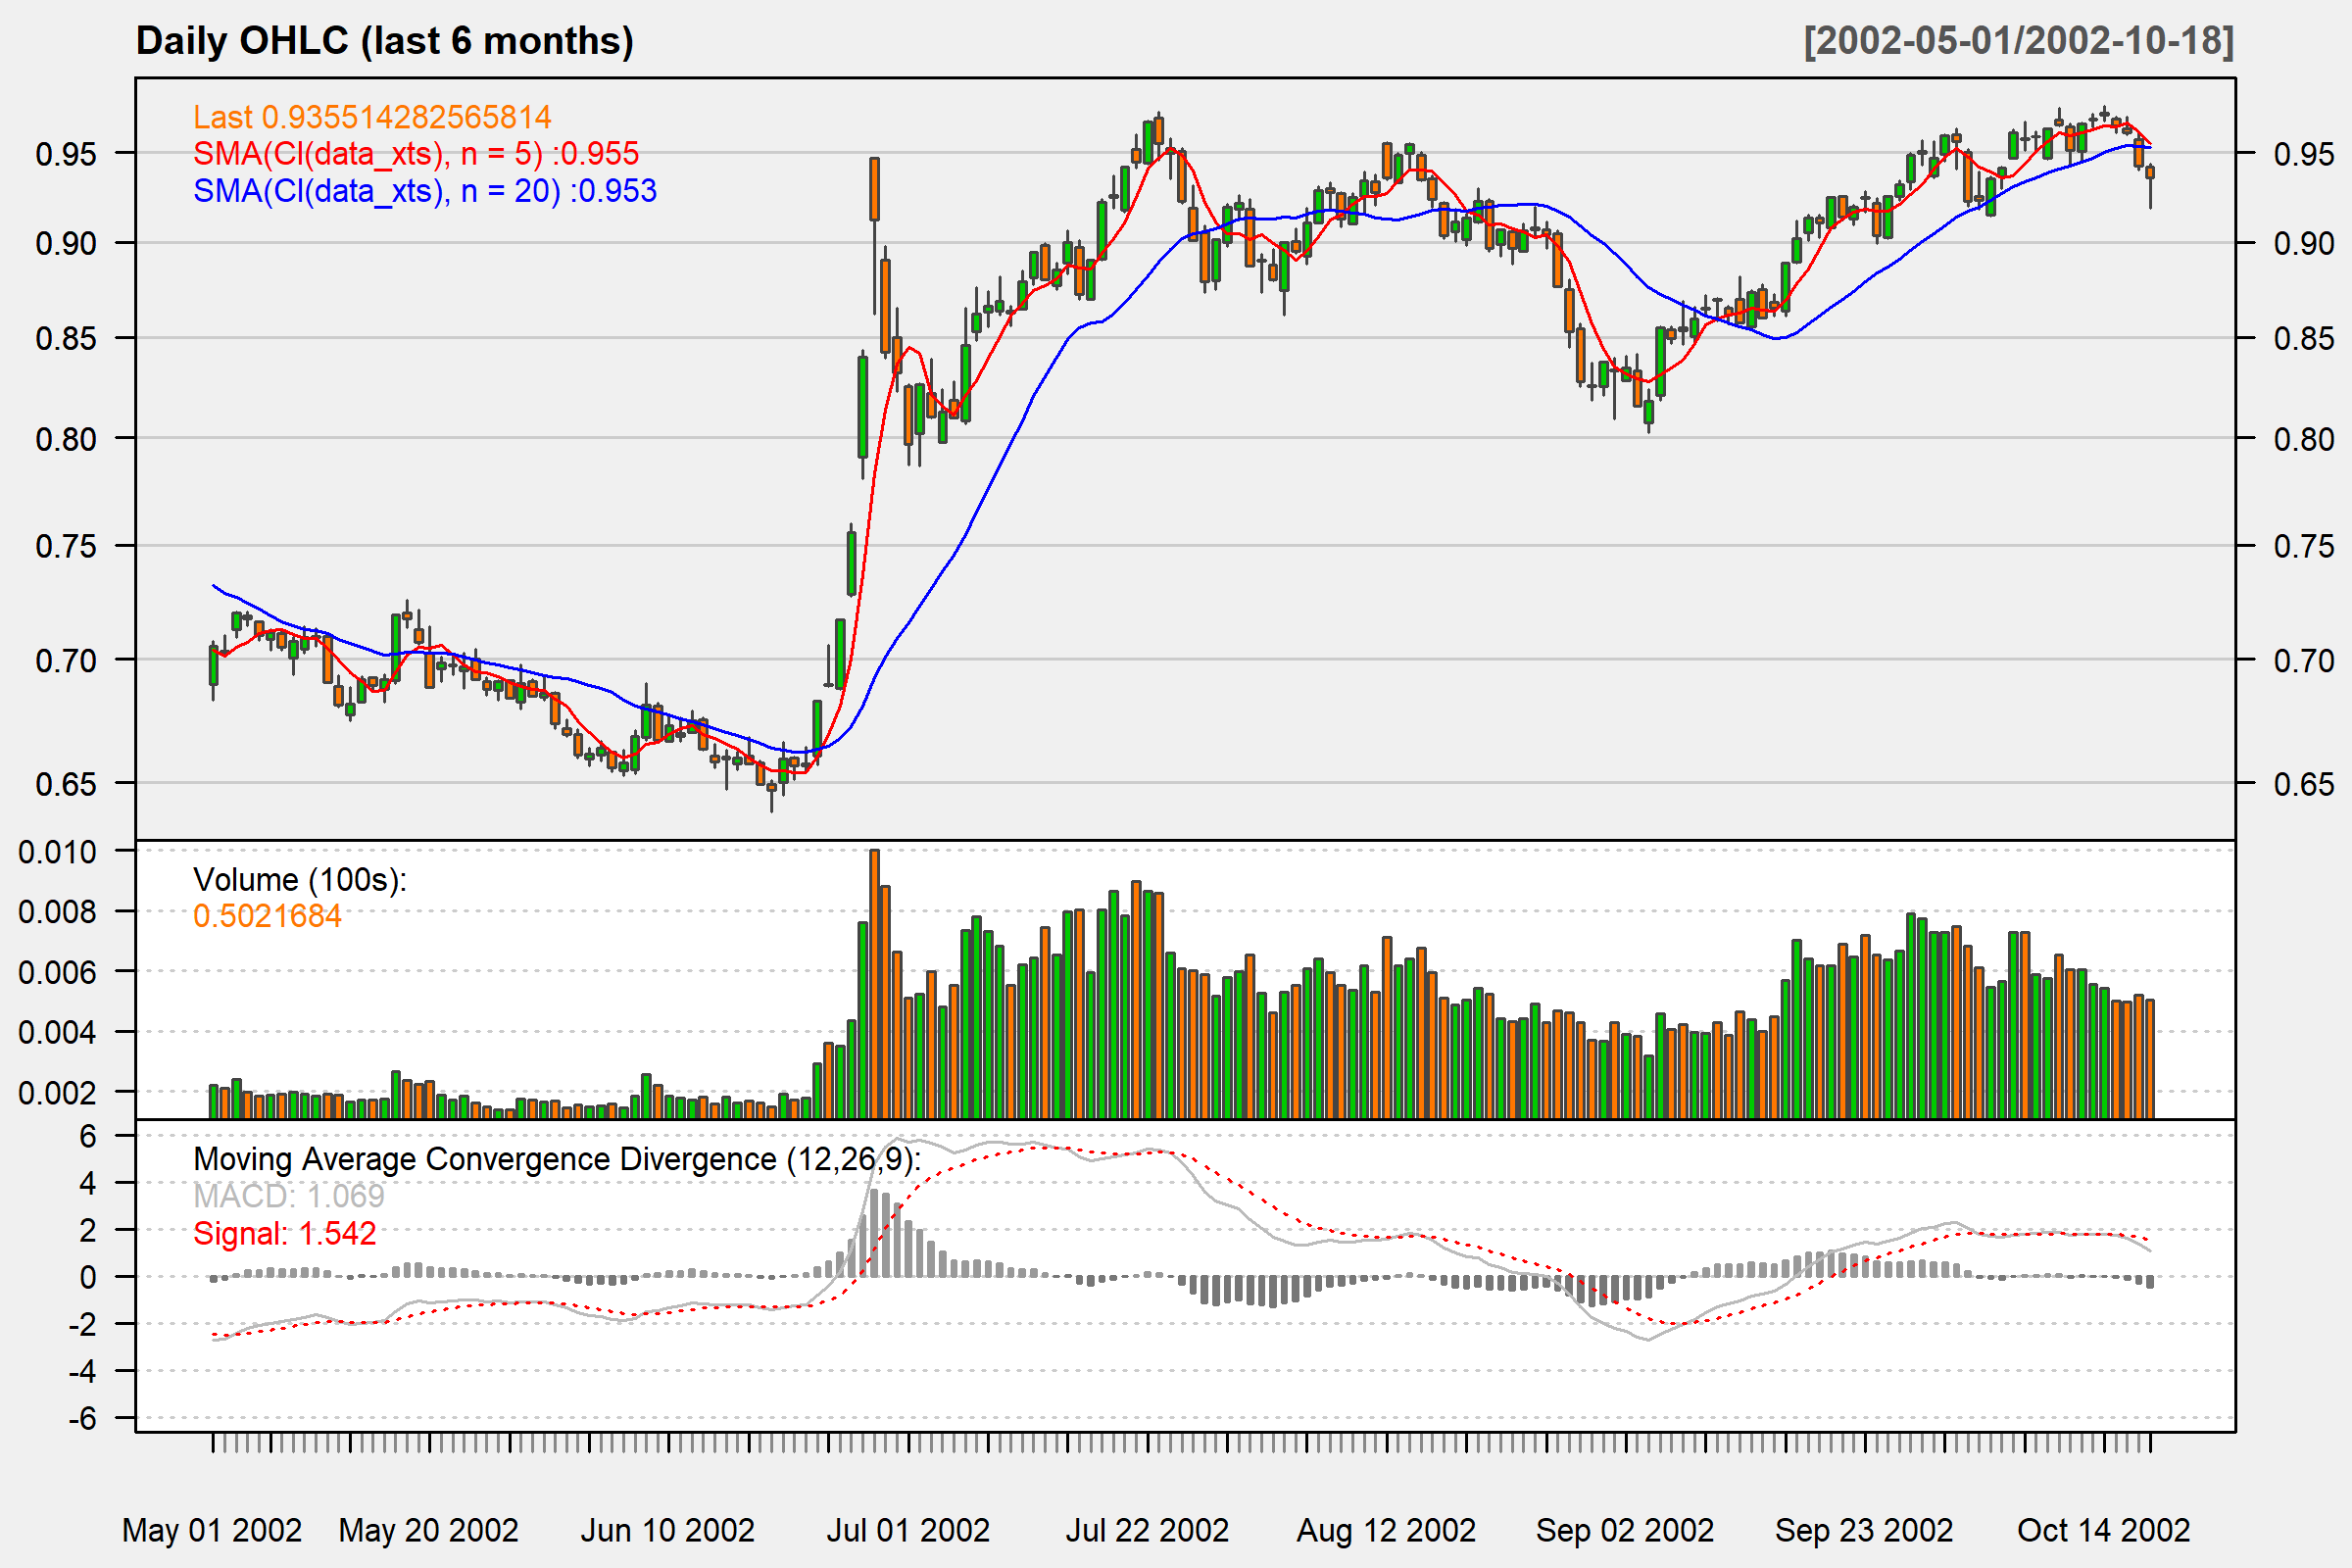 Daily OHLC (last 6 months) [2002-05-01/2002-10-18]
Last 0.935514282565814
SMA(Cl(data_xts), n = 5) :0.955
SMA(Cl(data_xts), n = 20) :0.953
0.95 0.95
0.90 0.90
0.85 0.85
0.80 0.80
0.75 0.75
0.70 0.70
0.65 0.65
0.010
Volume (100s):
0.008
0.5021684
0.006
0.004
0.002
6
Moving Average Convergence Divergence (12,26,9):
4
MACD: 1.069
2
Signal: 1.542
0
-2
-4
-6
May 01 2002 May 20 2002 Jun 10 2002 Jul 01 2002 Jul 22 2002 Aug 12 2002 Sep 02 2002 Sep 23 2002 Oct 14 2002